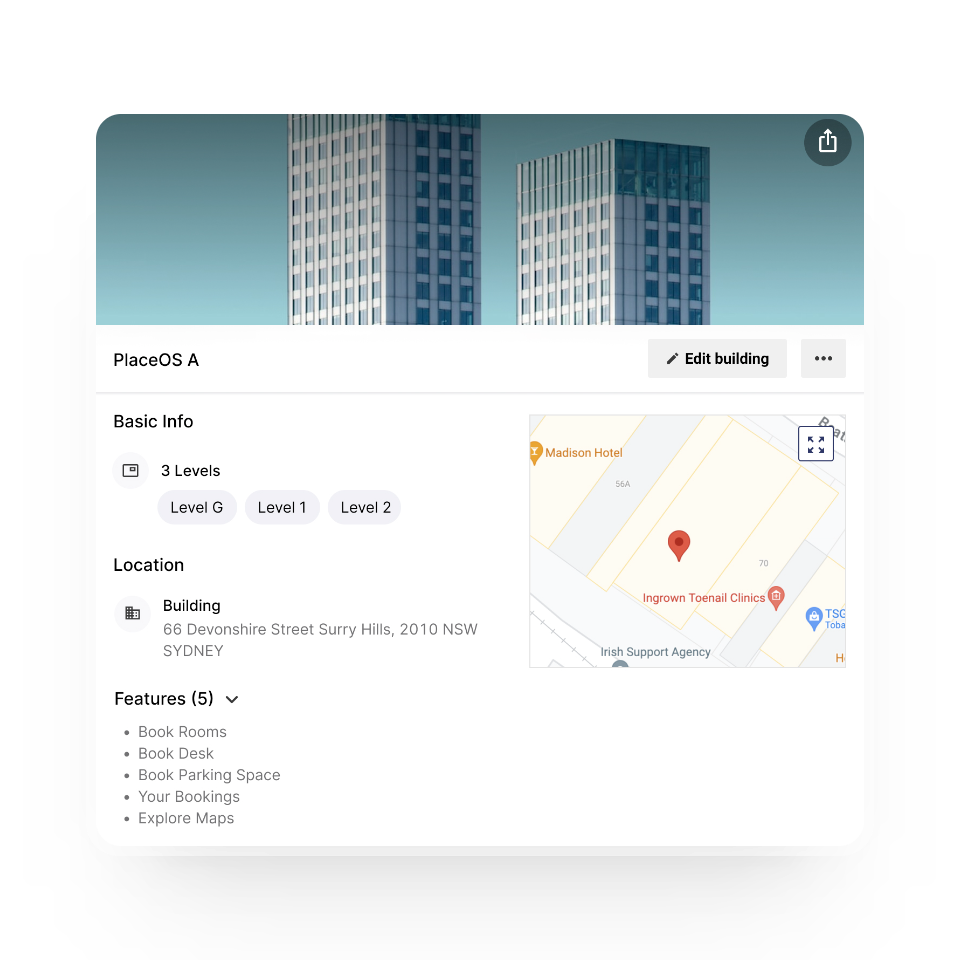 PlaceOS A
Edit building
Basic Info
3 Levels
Level G
Level 1
Level 2
Location
Building
66 Devonshire Street Surry Hills, 2010 NSW
SYDNEY
Features (5)
Book Rooms
Book Desk
Book Parking Space
Your Bookings
Explore Maps
Madison Hotel
56A
70
Ingrown Toenail Clinics
TSG
Toba
Irish Support Agency